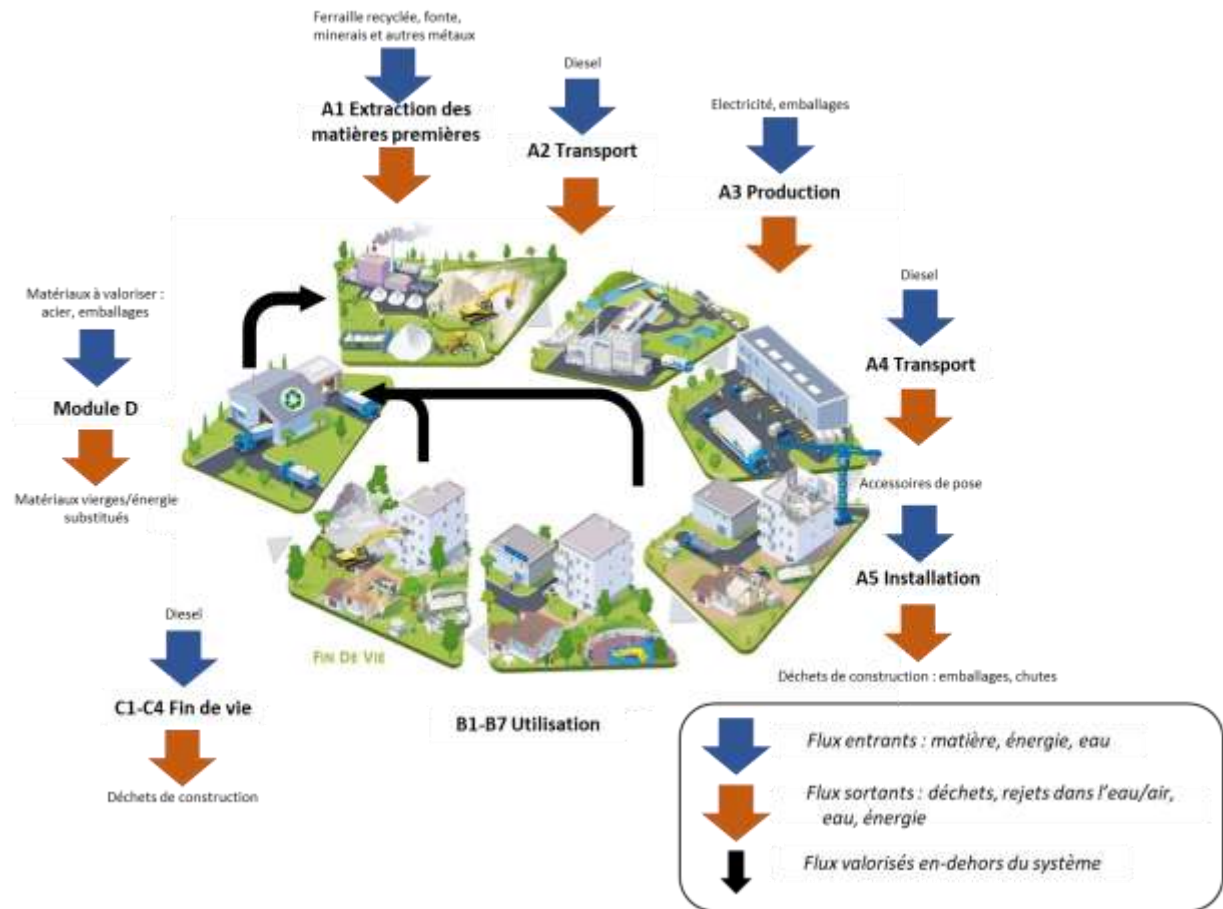 Ferraille recyclée, fonte,
minerais et autres métaux
A1 Extraction des
matières premières
Diesel
A2 Transport
Electricité, emballages
A3 Production
Diesel
A4 Transport
Accessoires de pose
A5 Installation
Déchets de construction : emballages, chutes
Matériaux à valoriser :
acier, emballages
Module D
Matériaux vierges/énergie
substitués
FIN DE VIE
Diesel
C1-C4 Fin de vie
Déchets de construction
B1-B7 Utilisation
Flux entrants : matière, énergie, eau
Flux sortants : déchets, rejets dans l'eau/air,
eau, énergie
Flux valorisés en-dehors du système